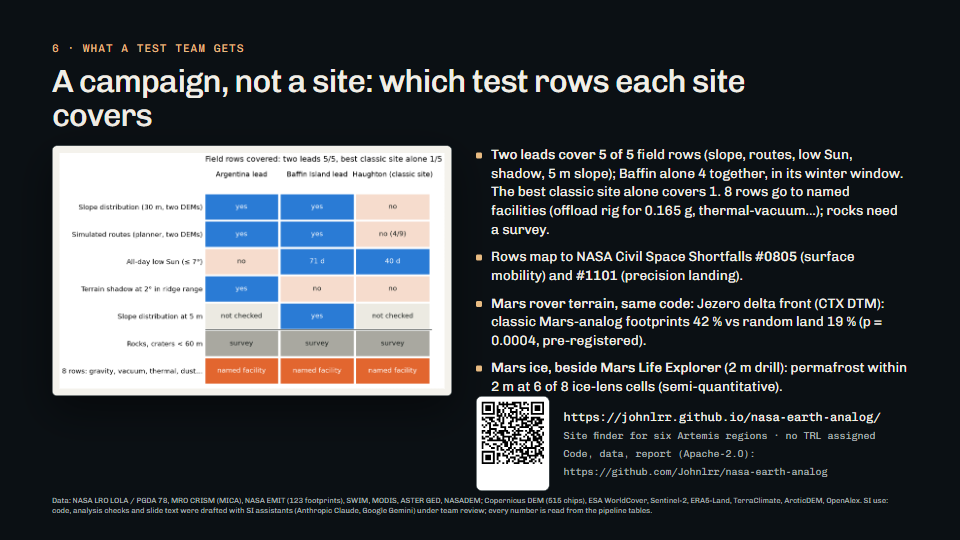 6 · WHAT A TEST TEAM GETS
A campaign, not a site: which test rows each site
covers
Field rows covered: two leads 5/5, best classic site alone 1/5
Argentina lead Baffin Island lead Haughton (classic site)
Slope distribution (30 m, two DEMs) yes yes no
Simulated routes (planner, two DEMs) yes yes no (4/9)
All-day low Sun (≤ 7°) no 71 d 40 d
Terrain shadow at 2° in ridge range yes no no
Slope distribution at 5 m not checked yes not checked
Rocks, craters < 60 m survey survey survey
8 rows: gravity, vacuum, thermal, dust... named facility named facility named facility
Two leads cover 5 of 5 field rows (slope, routes, low Sun,
shadow, 5 m slope); Baffin alone 4 together, in its winter window.
The best classic site alone covers 1. 8 rows go to named
facilities (offload rig for 0.165 g, thermal-vacuum...); rocks need
a survey.
Rows map to NASA Civil Space Shortfalls #0805 (surface
mobility) and #1101 (precision landing).
Mars rover terrain, same code: Jezero delta front (CTX DTM):
classic Mars-analog footprints 42 % vs random land 19 % (p =
0.0004, pre-registered).
Mars ice, beside Mars Life Explorer (2 m drill): permafrost within
2 m at 6 of 8 ice-lens cells (semi-quantitative).
https://johnlrr.github.io/nasa-earth-analog/
Site finder for six Artemis regions · no TRL assigned
Code, data, report (Apache-2.0):
https://github.com/Johnlrr/nasa-earth-analog
Data: NASA LRO LOLA / PGDA 78, MRO CRISM (MICA), NASA EMIT (123 footprints), SWIM, MODIS, ASTER GED, NASADEM; Copernicus DEM (515 chips), ESA WorldCover, Sentinel-2, ERA5-Land, TerraClimate, ArcticDEM, OpenAlex. SI use:
code, analysis checks and slide text were drafted with SI assistants (Anthropic Claude, Google Gemini) under team review; every number is read from the pipeline tables.